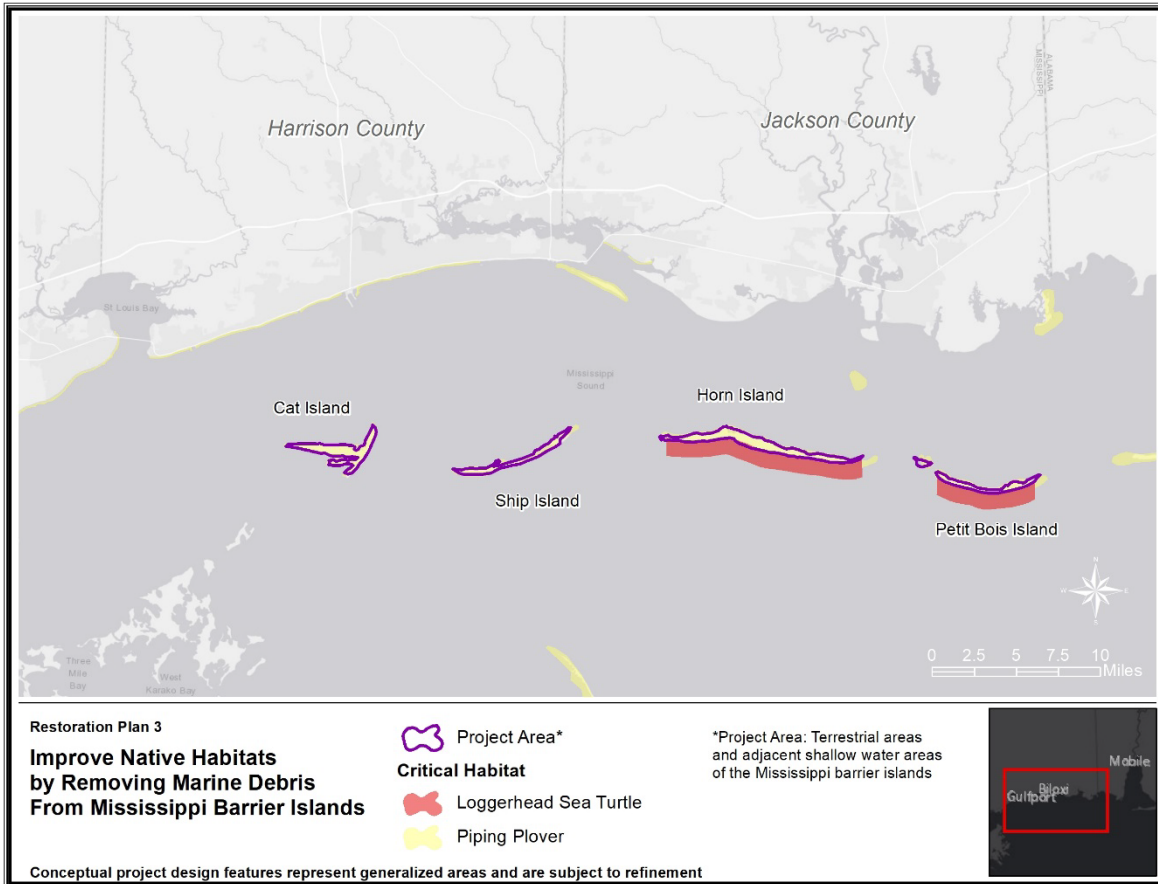 Harrison County
Jackson County
MISSISSIPPI
ALABAMA
St Louis Bay
Mississippi
Sound
Cat Island
Horn Island
Ship Island
Petit Bois Island
Three
Mile
Bay
West
Karako Bay
N
E
S
W
0 2.5 5 7.5 10
Miles
Restoration Plan 3
Improve Native Habitats
by Removing Marine Debris
From Mississippi Barrier Islands
Project Area*
Critical Habitat
Loggerhead Sea Turtle
Piping Plover
*Project Area: Terrestrial areas
and adjacent shallow water areas
of the Mississippi barrier islands
Mobile
Biloxi
Gulfport
Conceptual project design features represent generalized areas and are subject to refinement